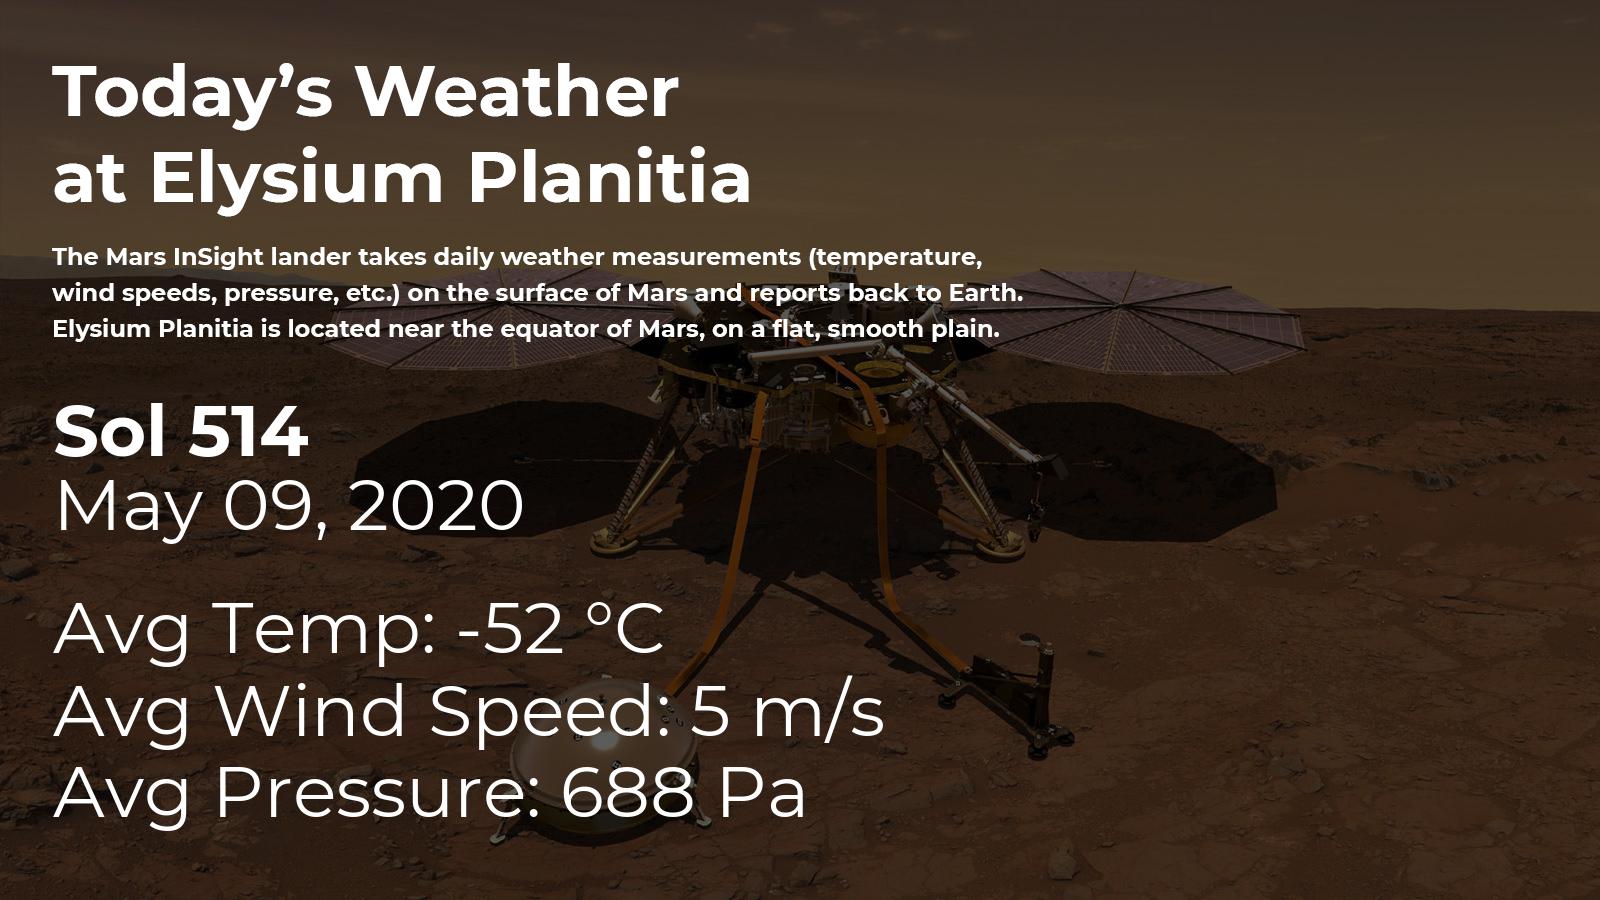 Today’s Weather
at Elysium Planitia
The Mars InSight lander takes daily weather measurements (temperature,
wind speeds, pressure, etc.) on the surface of Mars and reports back to Earth.
Elysium Planitia is located near the equator of Mars, on a flat, smooth plain.
Sol 514
May 09, 2020
Avg Temp: -52 °C
Avg Wind Speed: 5 m/s
Avg Pressure: 688 Pa